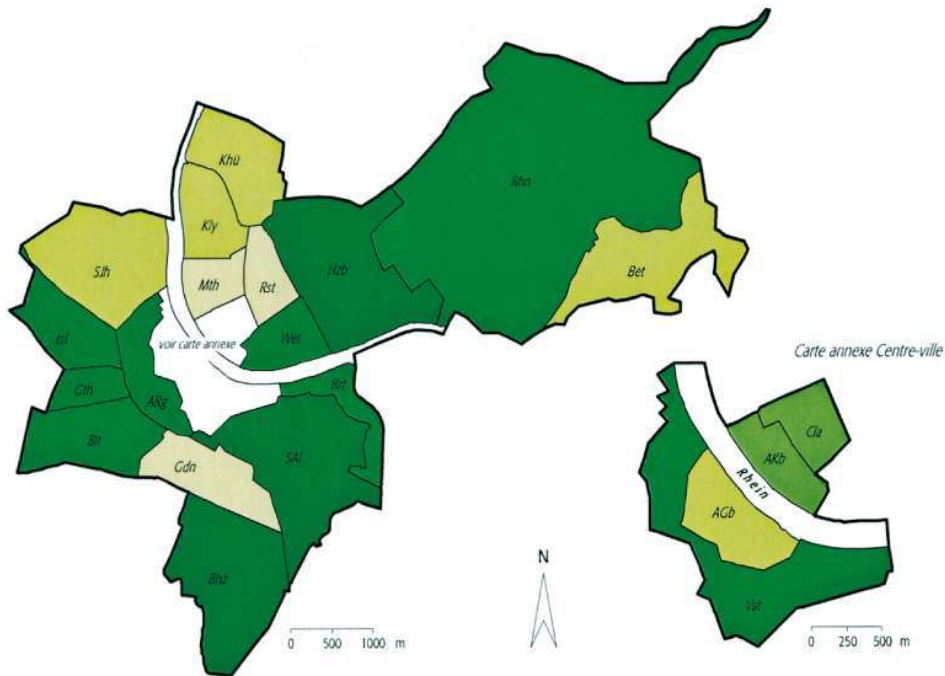 Khü
Kly
SJh
Mth
Rst
Hzb
Rhn
Bet
voir carte annexe
Wet
Isl
Gth
ARg
Brt
Bll
Gdn
SAl
Bhz
0 500 1000 m
N
Carte annexe Centre-ville
Cla
AKb
Rhein
AGb
Vst
0 250 500 m